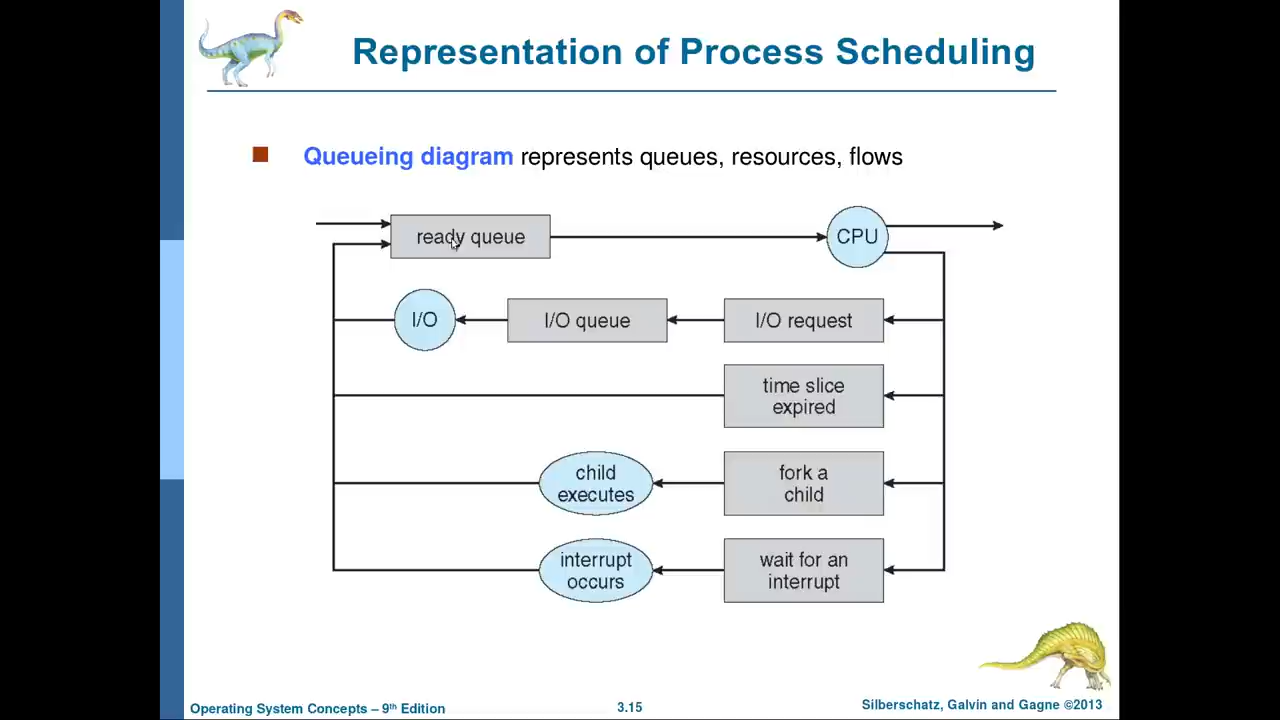 Representation of Process Scheduling
Queueing diagram represents queues, resources, flows
ready queue
CPU
I/O
I/O queue
I/O request
time slice
expired
child
executes
fork a
child
interrupt
occurs
wait for an
interrupt
Operating System Concepts – 9th Edition
3.15
Silberschatz, Galvin and Gagne ©2013